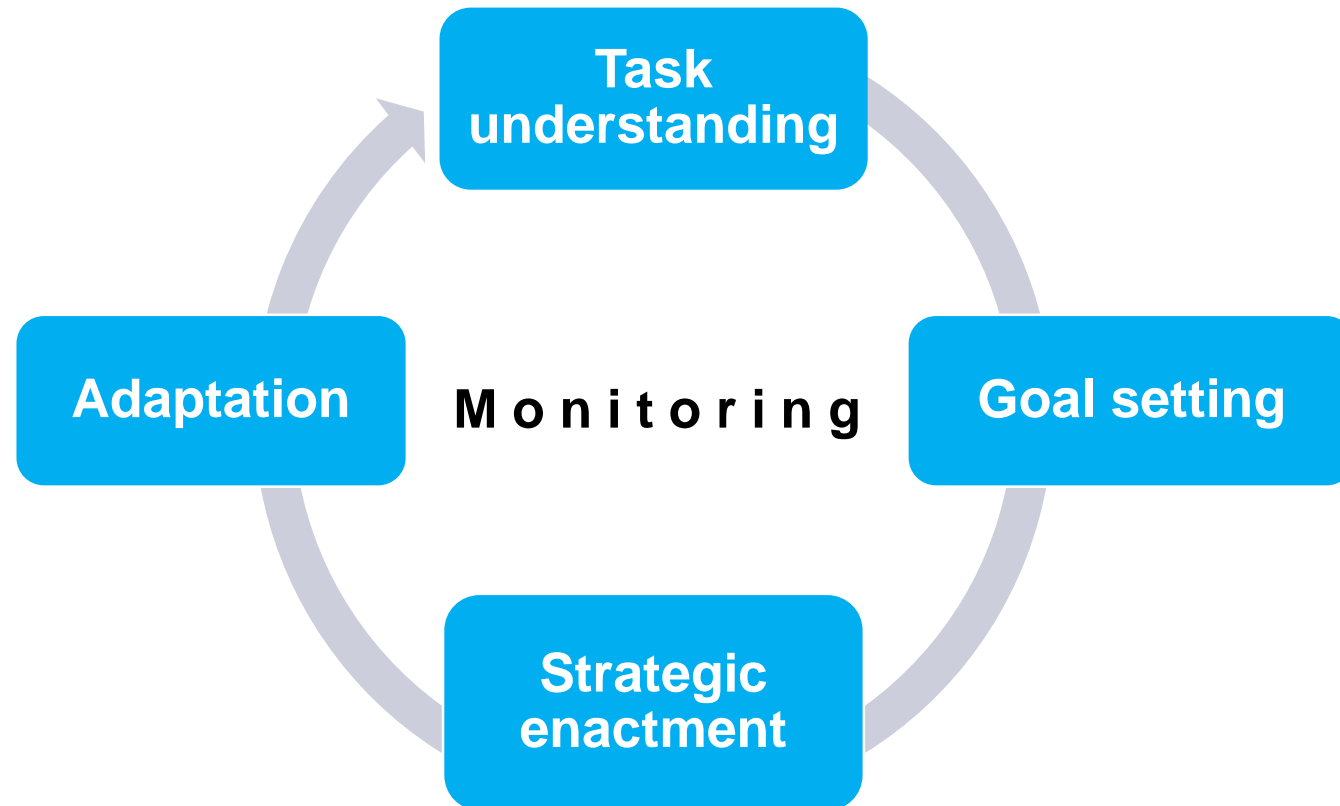 Task
understanding
Adaptation
M o n i t o r i n g
Goal setting
Strategic
enactment